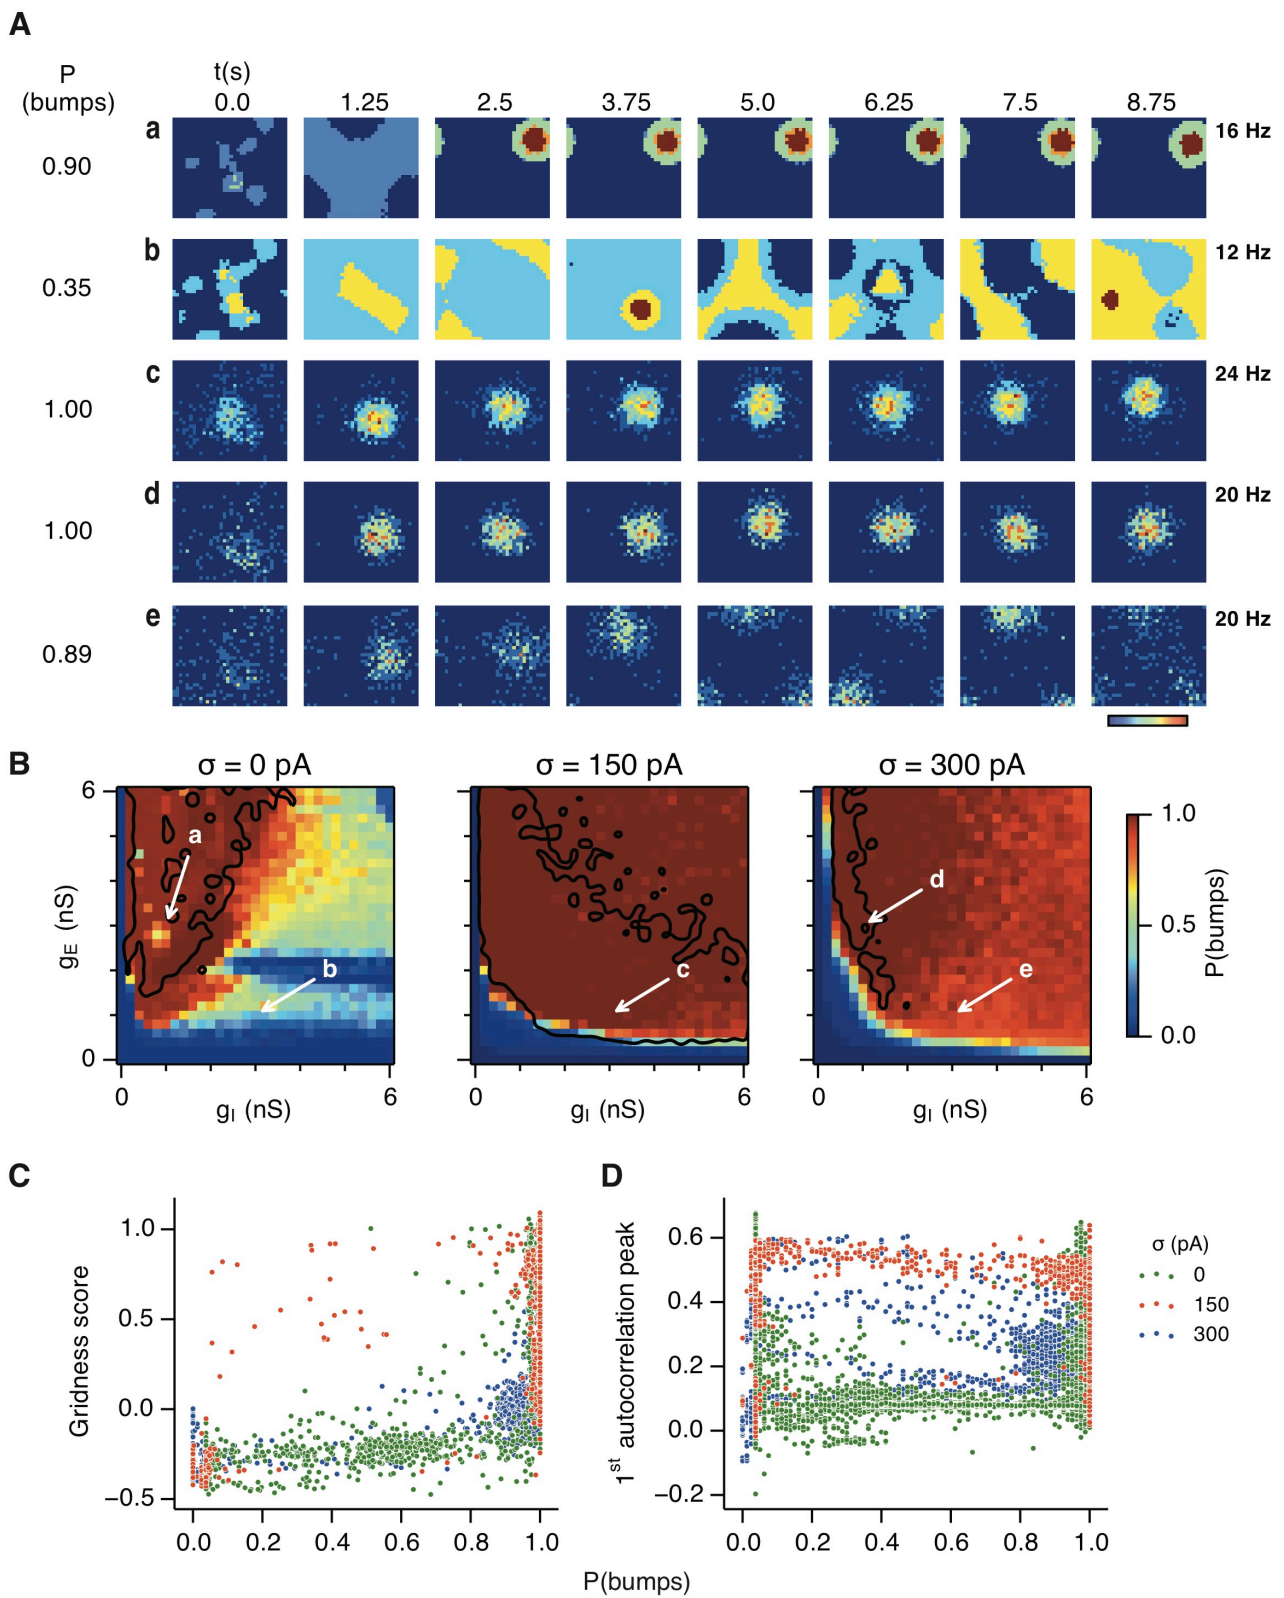 A
P
(bumps)
t(s)
0.0 1.25 2.5 3.75 5.0 6.25 7.5 8.75
a 0.90 16 Hz
b 0.35 12 Hz
c 1.00 24 Hz
d 1.00 20 Hz
e 0.89 20 Hz
B
σ = 0 pA σ = 150 pA σ = 300 pA
6
gE (nS)
0
a
b
c
d
e
0 6 0 6 0 6
gI (nS) gI (nS) gI (nS)
1.0
0.5
0.0
P(bumps)
C
Gridness score
1.0
0.5
0.0
−0.5
0.0 0.2 0.4 0.6 0.8 1.0
D
1st autocorrelation peak
0.6
0.4
0.2
0.0
−0.2
0.0 0.2 0.4 0.6 0.8 1.0
σ (pA)
0
150
300
P(bumps)